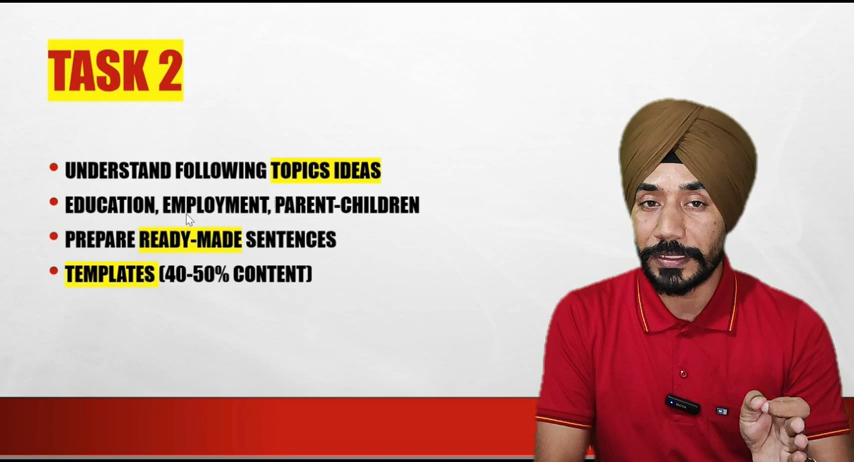 TASK 2
• UNDERSTAND FOLLOWING TOPICS IDEAS
• EDUCATION, EMPLOYMENT, PARENT-CHILDREN
• PREPARE READY-MADE SENTENCES
• TEMPLATES (40-50% CONTENT)